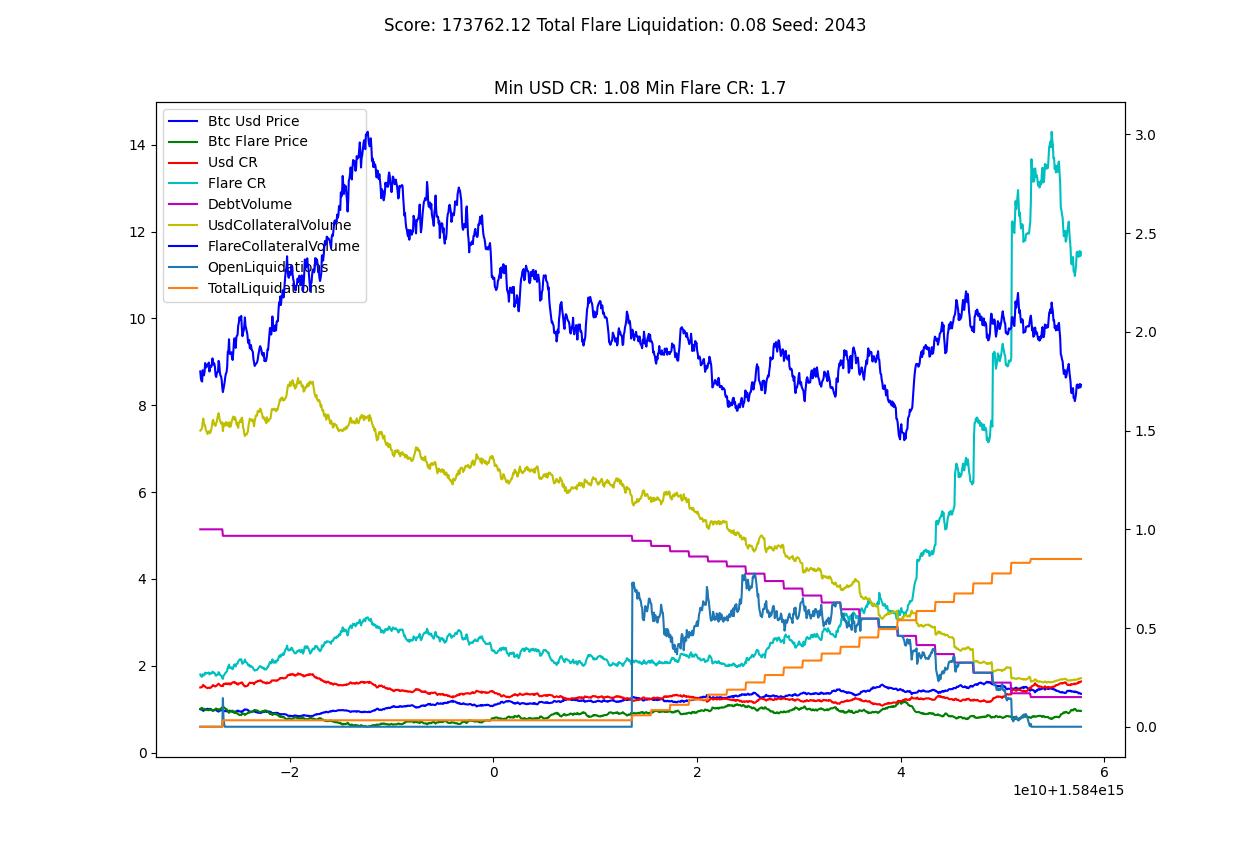 Score: 173762.12 Total Flare Liquidation: 0.08 Seed: 2043
Min USD CR: 1.08 Min Flare CR: 1.7
Btc Usd Price
Btc Flare Price
Usd CR
Flare CR
DebtVolume
UsdCollateralVolume
FlareCollateralVolume
OpenLiquidations
TotalLiquidations
14
12
10
8
6
4
2
0
3.0
2.5
2.0
1.5
1.0
0.5
0.0
−2
0
2
4
6
1e10+1.584e15